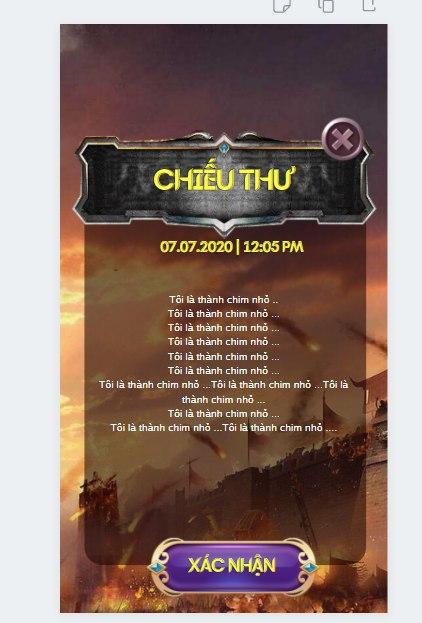 CHIẾU THƯ
07.07.2020 | 12:05 PM
Tôi là thành chim nhỏ ..
Tôi là thành chim nhỏ ...
Tôi là thành chim nhỏ ...
Tôi là thành chim nhỏ ...
Tôi là thành chim nhỏ ...
Tôi là thành chim nhỏ ...
Tôi là thành chim nhỏ ...Tôi là thành chim nhỏ ...Tôi là
thành chim nhỏ ...
Tôi là thành chim nhỏ ...
Tôi là thành chim nhỏ ...Tôi là thành chim nhỏ ....
XÁC NHẬN